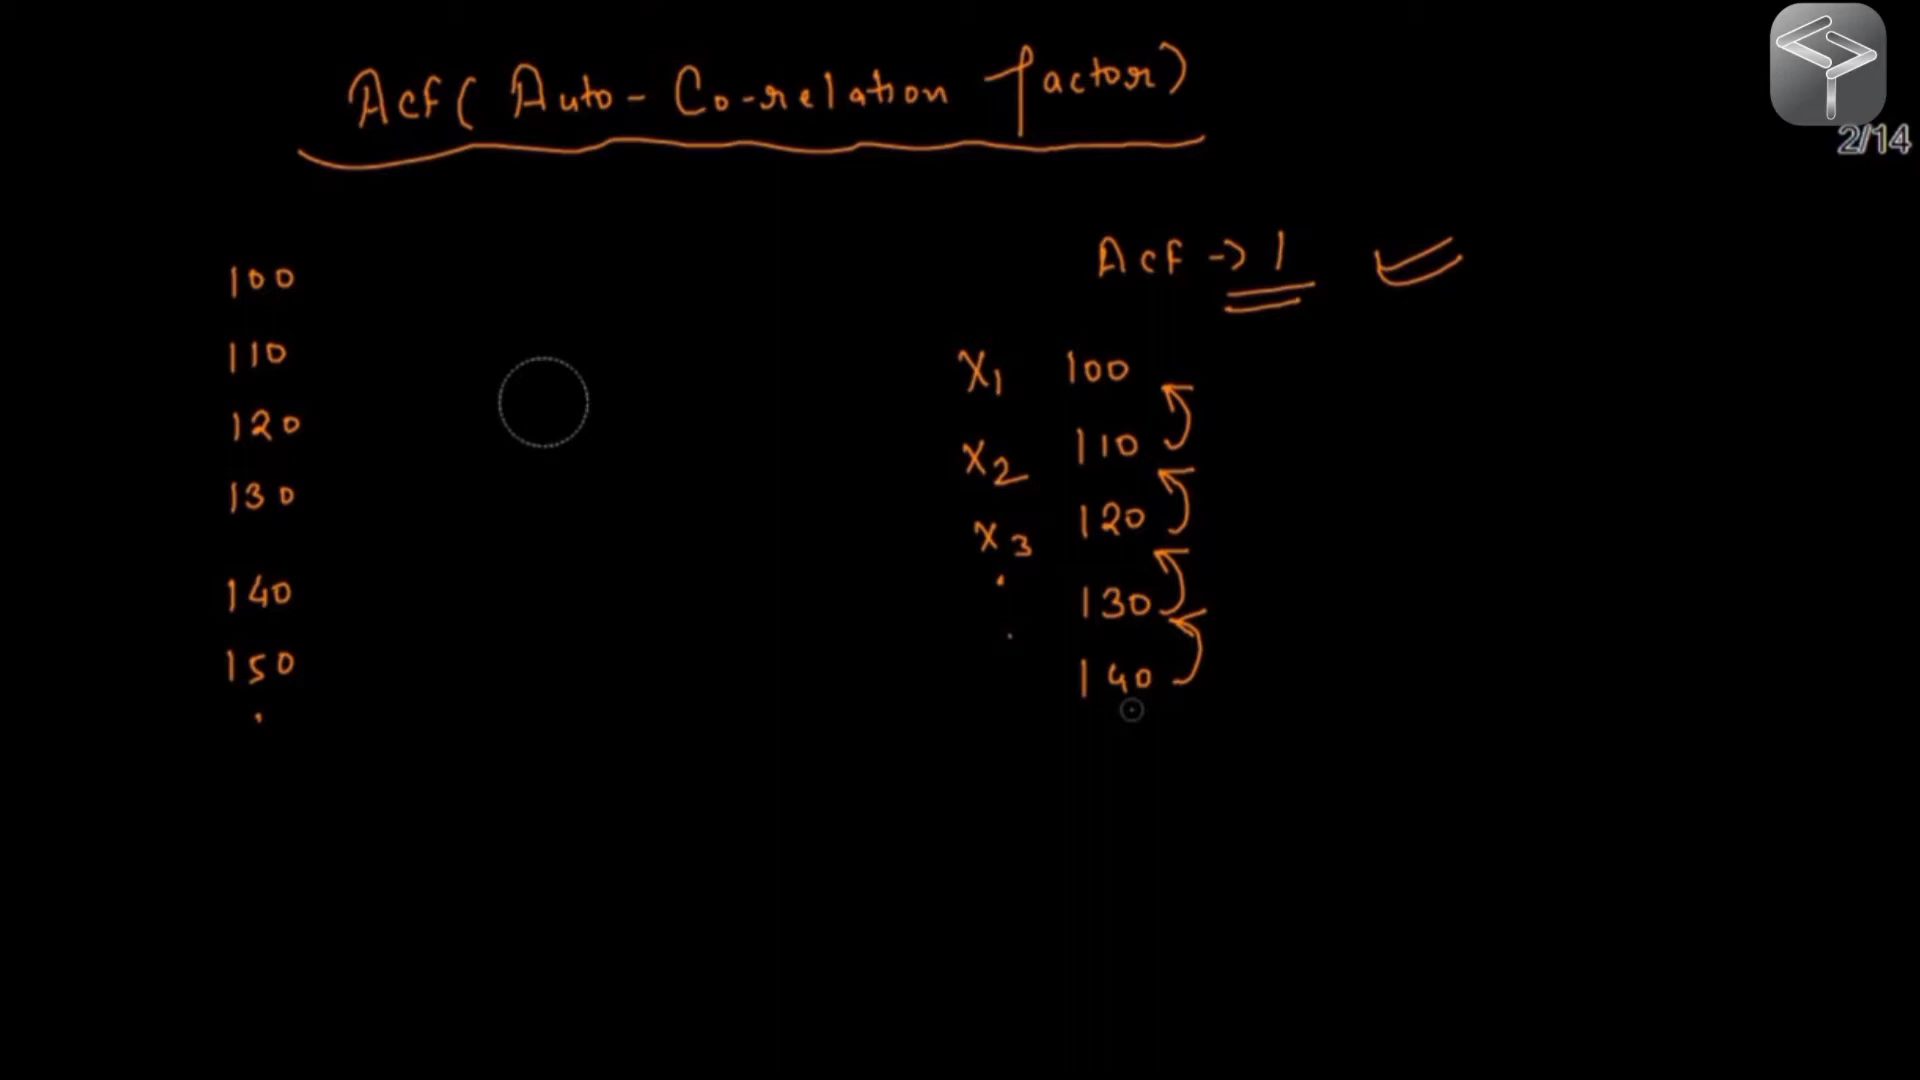 Acf( Auto-Co-relation factor)
2/14
100
110
120
130
140
150
.
Acf -> 1
X1 100
X2 110
X3 120
. 130
. 140